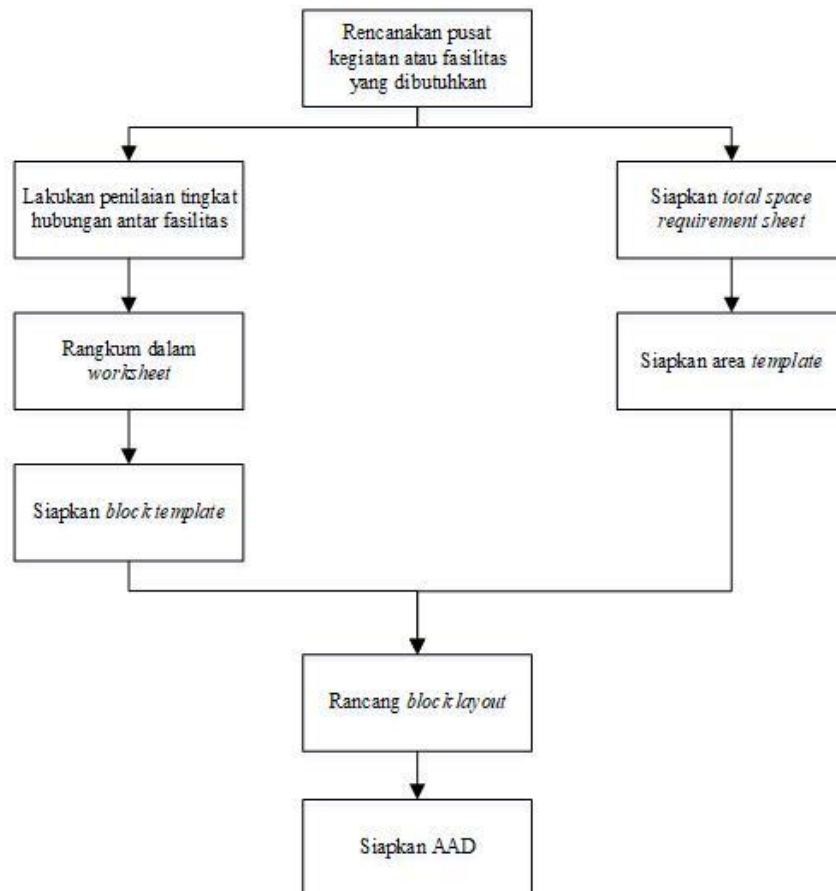 Rencanakan pusat
kegiatan atau fasilitas
yang dibutuhkan
Lakukan penilaian tingkat
hubungan antar fasilitas
Siapkan total space
requirement sheet
Rangkum dalam
worksheet
Siapkan area template
Siapkan block template
Rancang block layout
Siapkan AAD